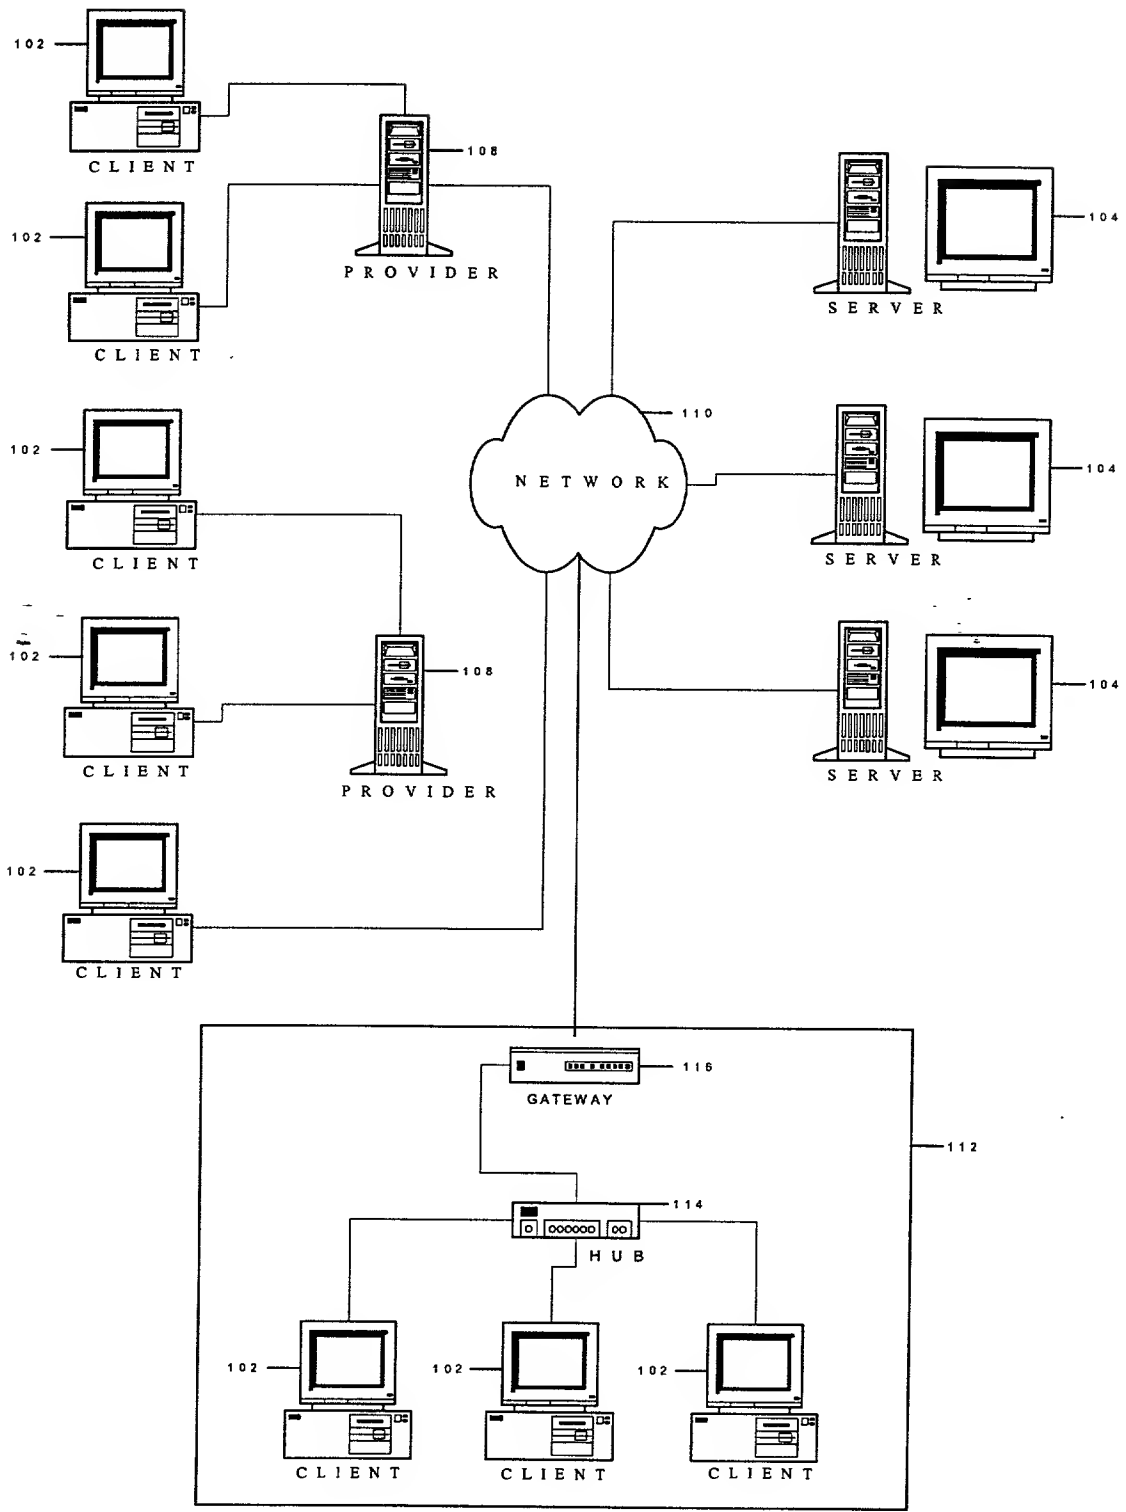 102
CLIENT
108
PROVIDER
102
CLIENT
SERVER
104
110
NETWORK
102
CLIENT
SERVER
104
102
CLIENT
108
PROVIDER
SERVER
104
102
CLIENT
116
GATEWAY
112
114
HUB
102
CLIENT
102
CLIENT
102
CLIENT